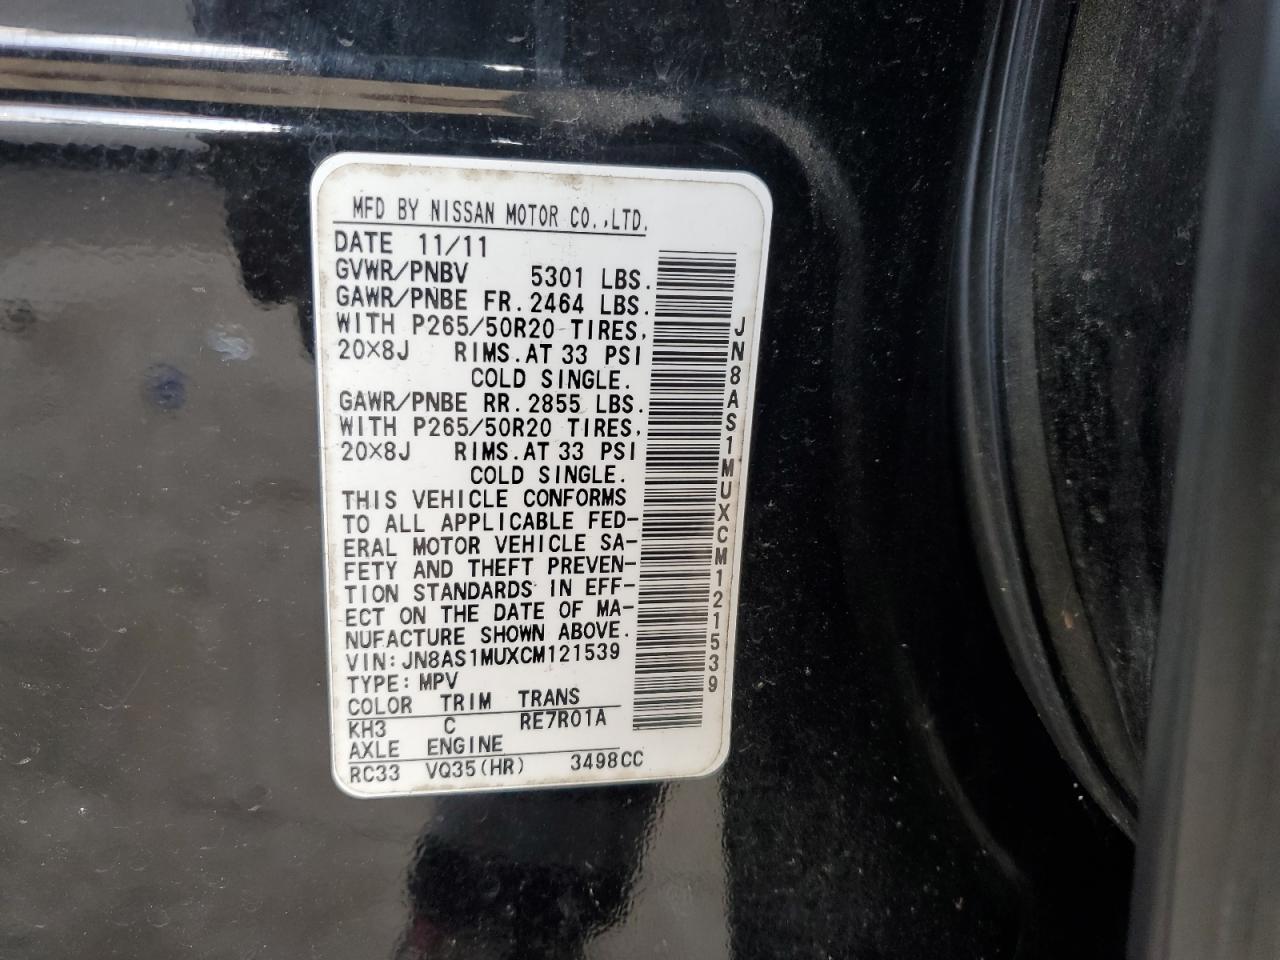 MFD BY NISSAN MOTOR CO.,LTD.
DATE 11/11
GVWR/PNBV 5301 LBS.
GAWR/PNBE FR. 2464 LBS.
WITH P265/50R20 TIRES,
20×8J RIMS. AT 33 PSI
COLD SINGLE.
GAWR/PNBE RR. 2855 LBS.
WITH P265/50R20 TIRES,
20×8J RIMS. AT 33 PSI
COLD SINGLE.
THIS VEHICLE CONFORMS
TO ALL APPLICABLE FED-
ERAL MOTOR VEHICLE SA-
FETY AND THEFT PREVEN-
TION STANDARDS IN EFF-
ECT ON THE DATE OF MA-
NUFACTURE SHOWN ABOVE.
VIN: JN8AS1MUXCM121539
TYPE: MPV
COLOR TRIM TRANS
KH3 C RE7R01A
AXLE ENGINE
RC33 VQ35(HR) 3498CC
JN8AS1MUXCM121539